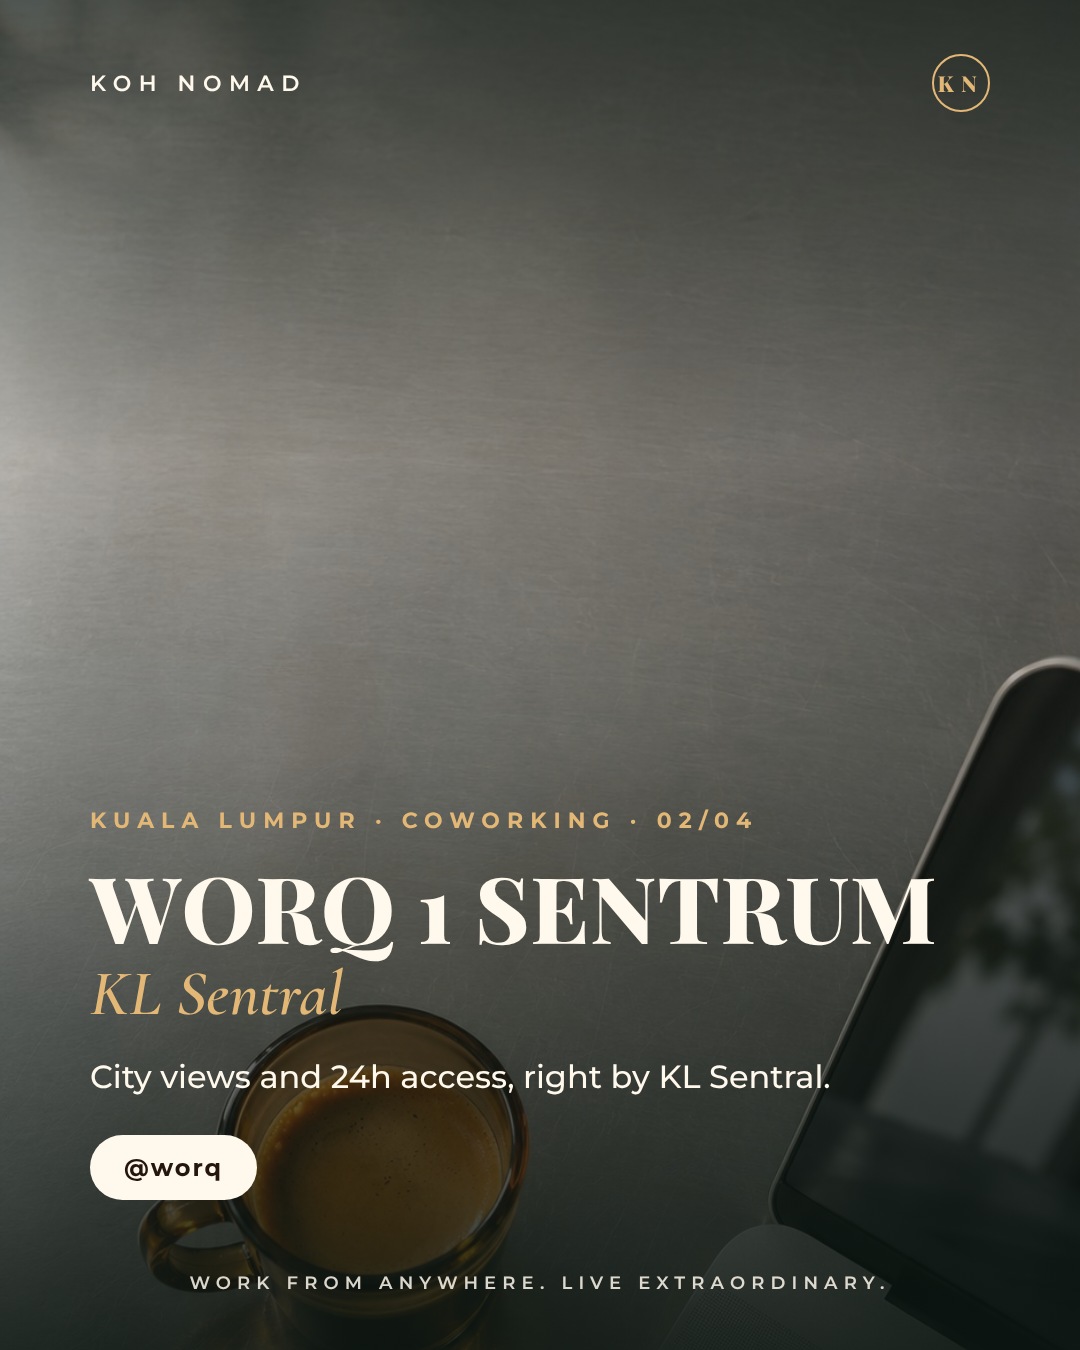 KOH NOMAD
KN
KUALA LUMPUR · COWORKING · 02/04
WORQ 1 SENTRUM
KL Sentral
City views and 24h access, right by KL Sentral.
@worq
WORK FROM ANYWHERE. LIVE EXTRAORDINARY.